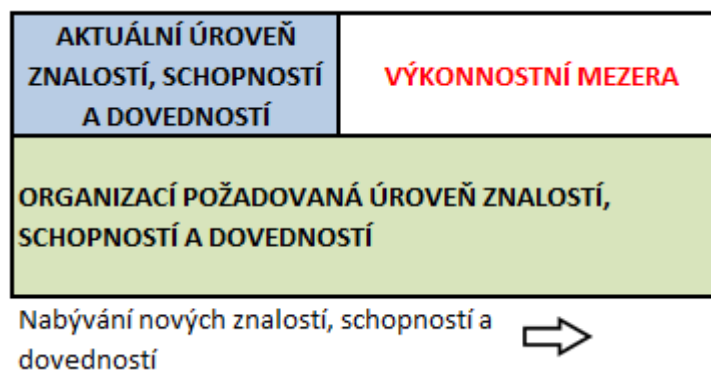 AKTUÁLNÍ ÚROVEŇ
ZNALOSTÍ, SCHOPNOSTÍ
A DOVEDNOSTÍ
VÝKONNOSTNÍ MEZERA
ORGANIZACÍ POŽADOVANÁ ÚROVEŇ ZNALOSTÍ,
SCHOPNOSTÍ A DOVEDNOSTÍ
Nabývání nových znalostí, schopností a
dovedností